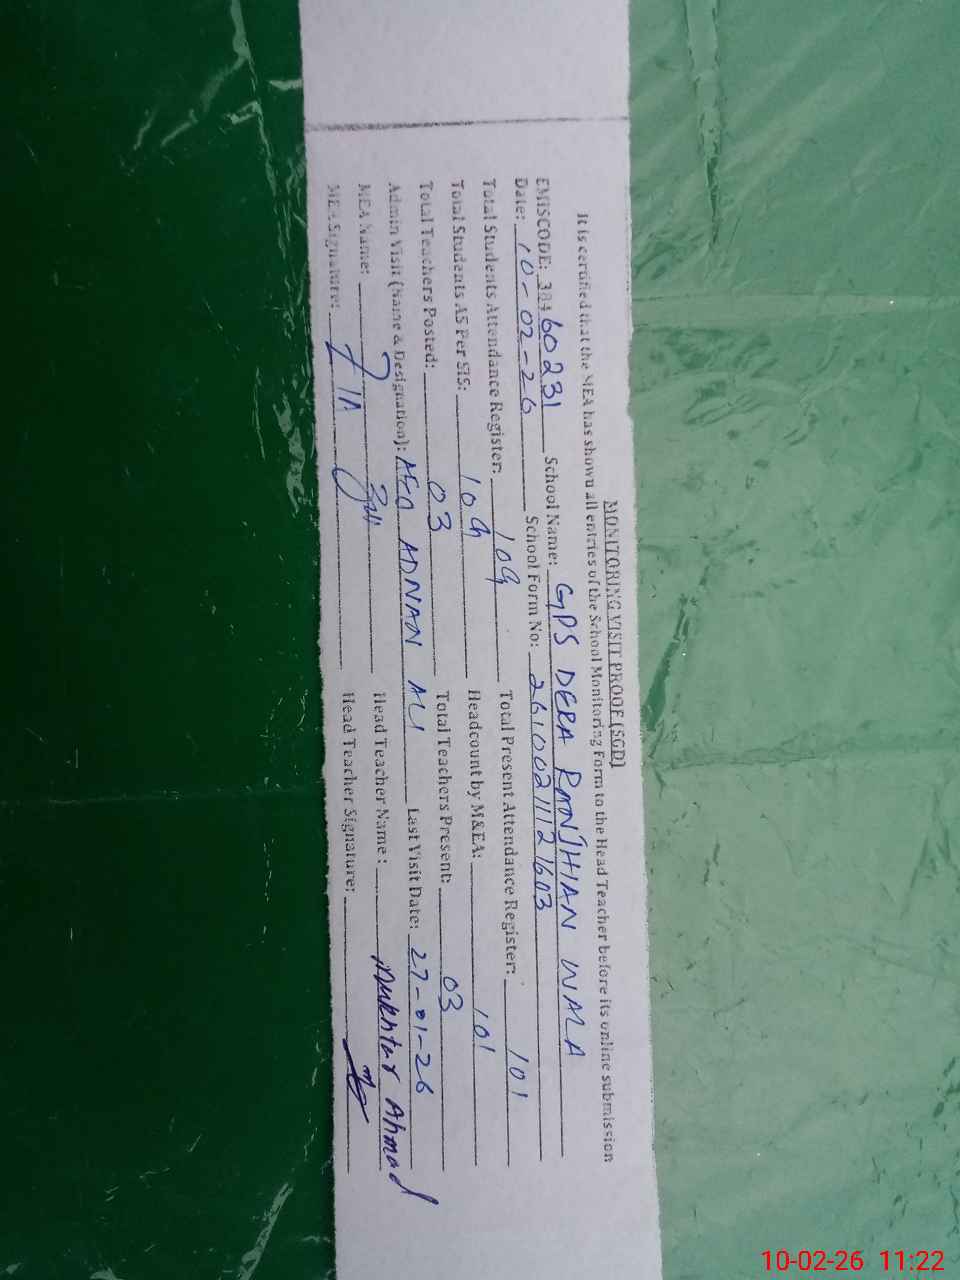 MONITORING VISIT PROOF (SGD)
It is certified that the MEA has shown all entries of the School Monitoring Form to the Head Teacher before its online submission
EMISCODE: 38460231 School Name: GPS DERA RANJHIAN WALA
Date: 10-02-26 School Form No: 26100211121603
Total Students Attendance Register: 109 Total Present Attendance Register: 101
Total Students AS Per SIS: 109 Headcount by M&EA: 101
Total Teachers Posted: 03 Total Teachers Present: 03
Admin Visit (Name & Designation): AEO ADNAN ALI Last Visit Date: 27-01-26
MEA Name: Head Teacher Name : Mukhtar Ahmad
MEA Signature: Head Teacher Signature:
10-02-26 11:22